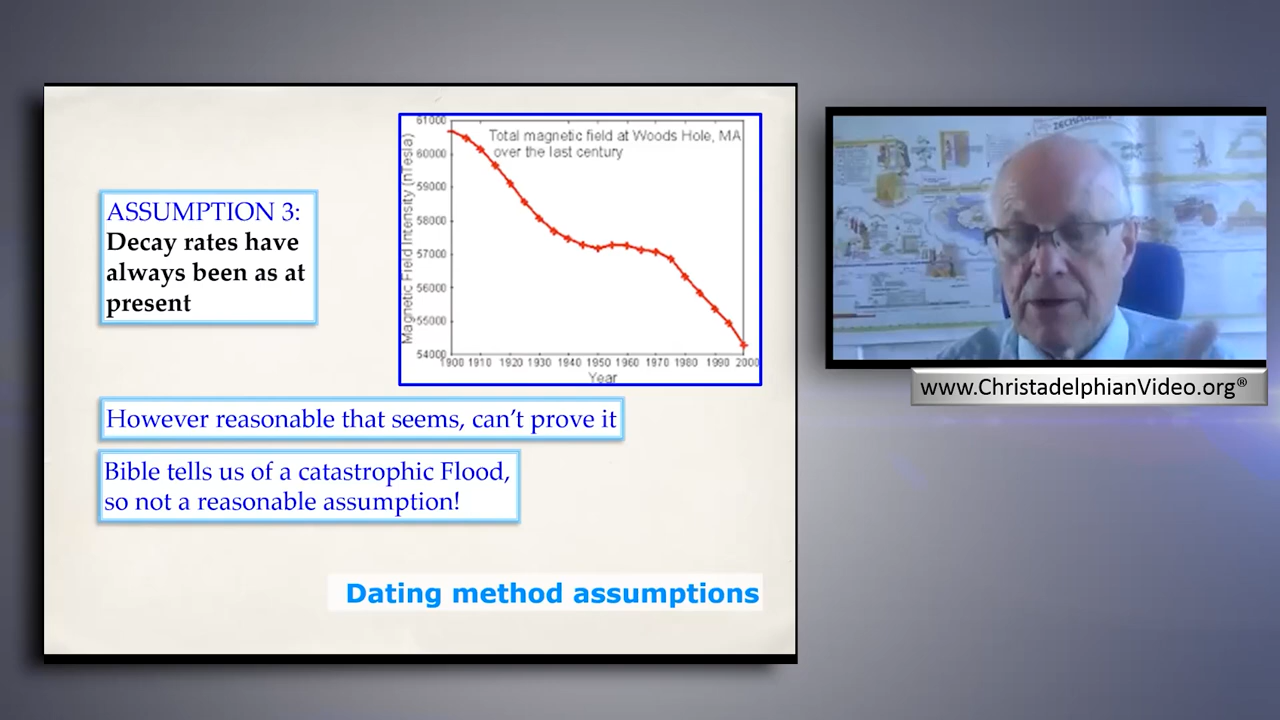 ASSUMPTION 3:
Decay rates have
always been as at
present
Total magnetic field at Woods Hole, MA
over the last century
Magnetic Field Intensity (nTesla)
61000
60000
59000
58000
57000
56000
55000
54000
1900 1910 1920 1930 1940 1950 1960 1970 1980 1990 2000
Year
However reasonable that seems, can't prove it
Bible tells us of a catastrophic Flood,
so not a reasonable assumption!
Dating method assumptions
ZECHARIAH
www.ChristadelphianVideo.org®